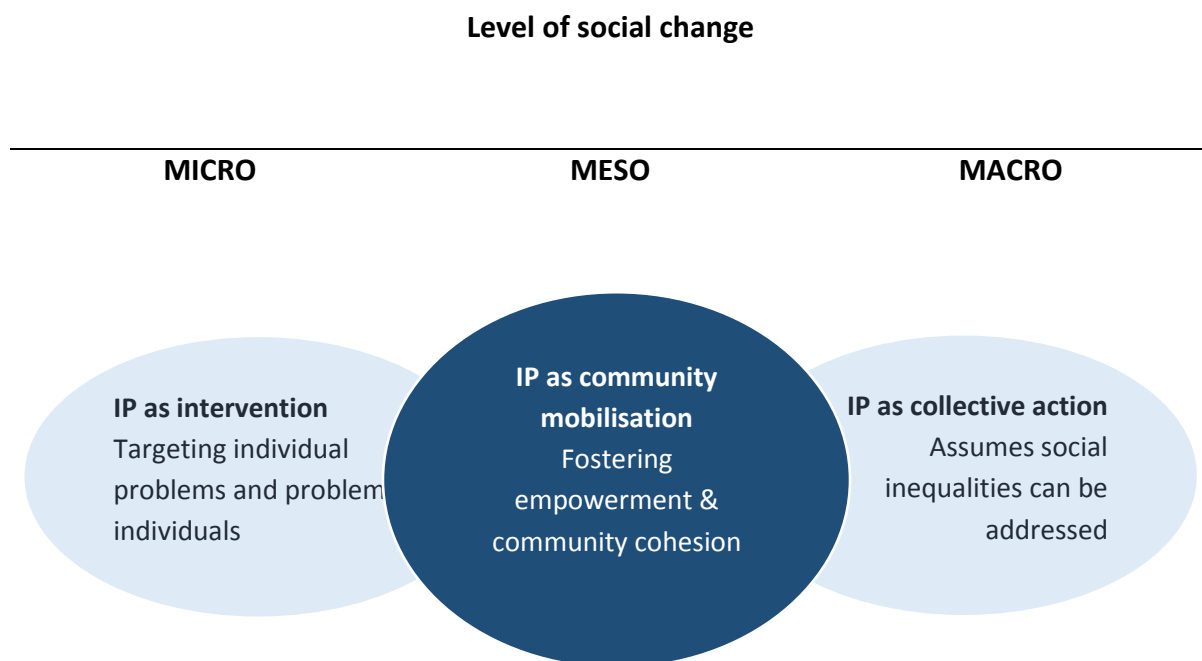 Level of social change
MICRO
MESO
MACRO
IP as intervention
Targeting individual
problems and problem
individuals
IP as community
mobilisation
Fostering
empowerment &
community cohesion
IP as collective action
Assumes social
inequalities can be
addressed